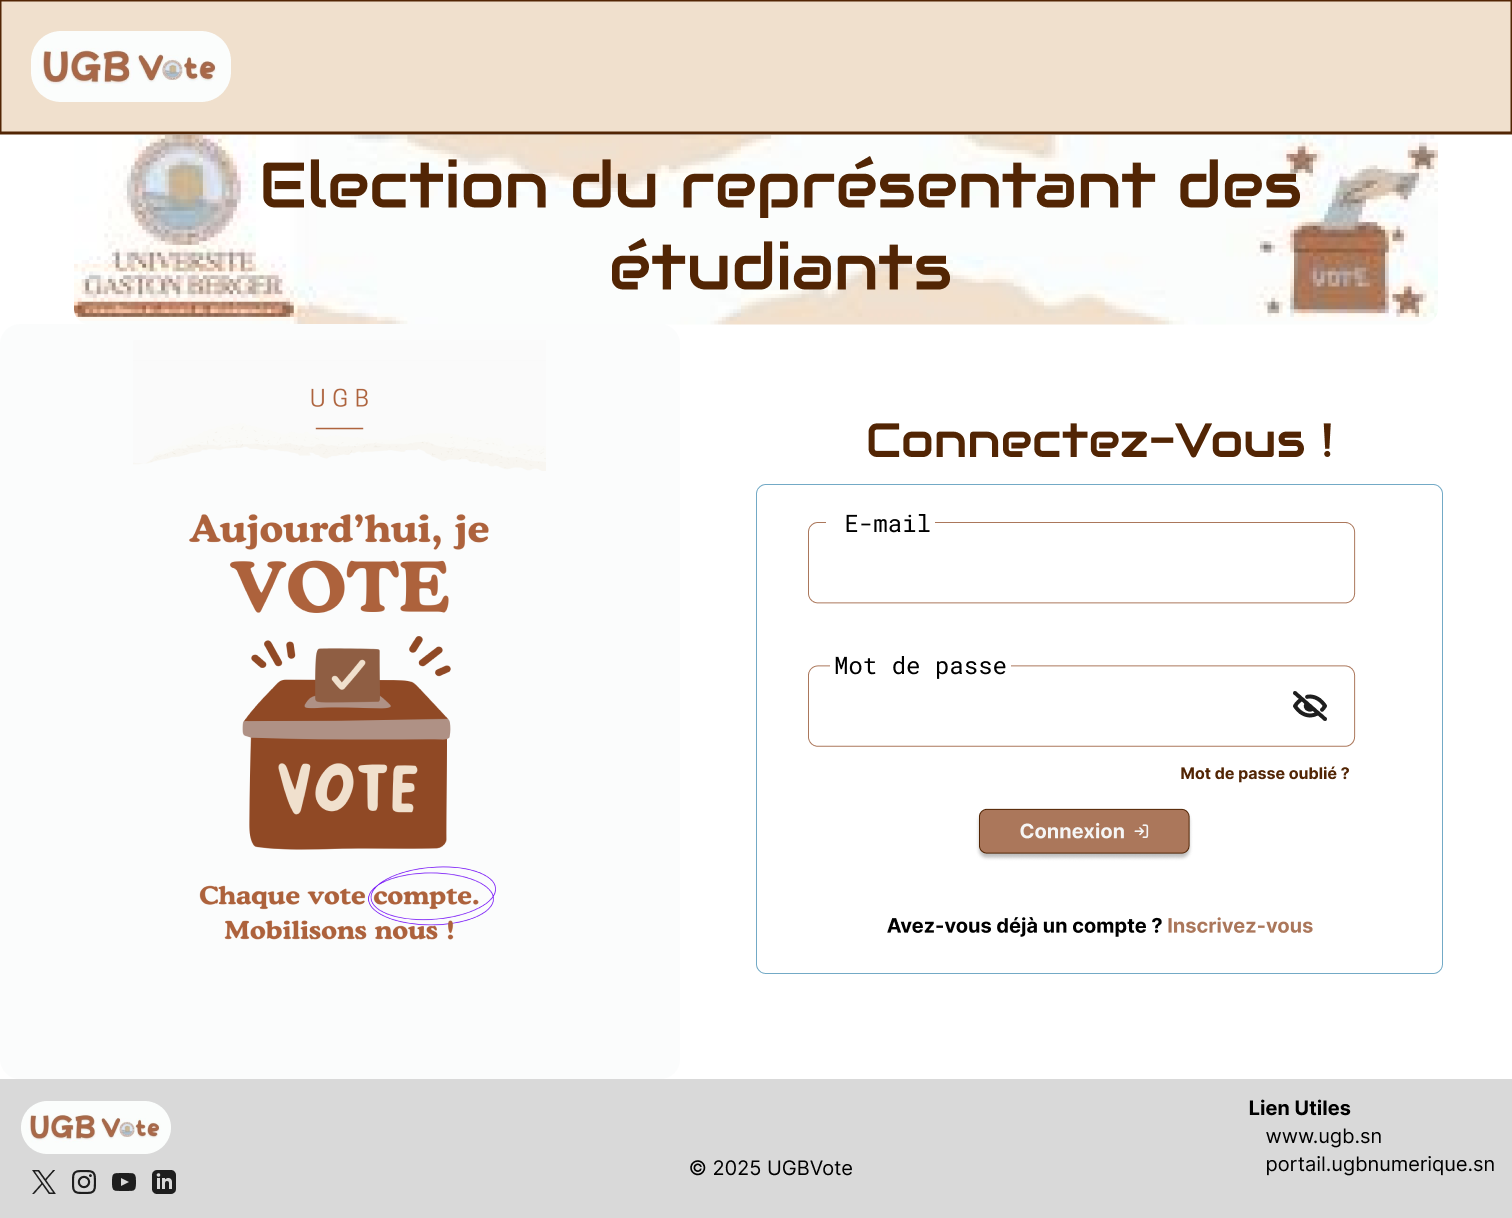 UGB Vote
Election du représentant des
étudiants
UNIVERSITE
GASTON BERGER
VOTE
UGB
Aujourd’hui, je
VOTE
VOTE
Chaque vote compte.
Mobilisons nous !
Connectez-Vous !
E-mail
Mot de passe
Mot de passe oublié ?
Connexion
Avez-vous déjà un compte ? Inscrivez-vous
UGB Vote
© 2025 UGBVote
Lien Utiles
www.ugb.sn
portail.ugbnumerique.sn